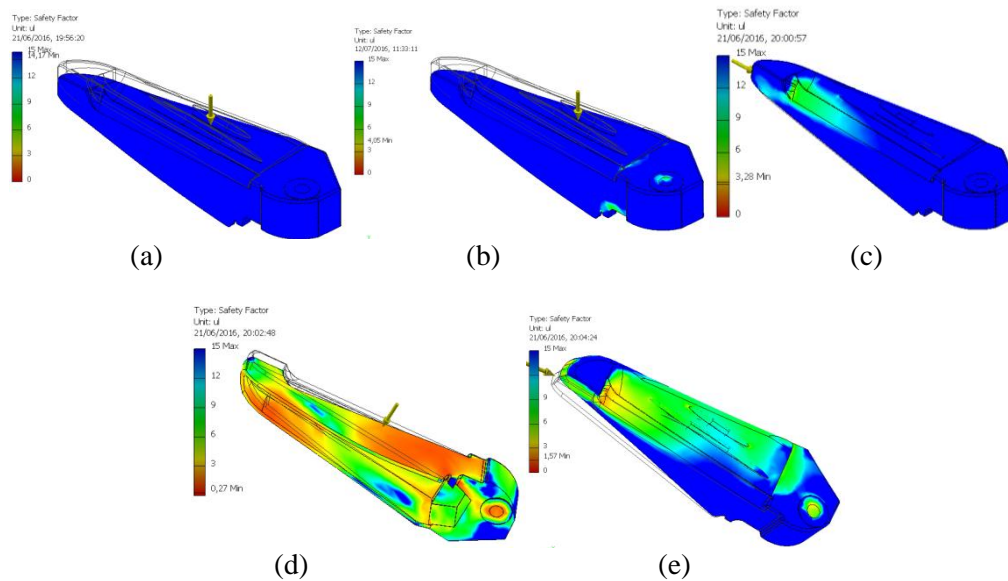 Type: Safety Factor
Unit: ul
21/06/2016, 19:56:20
15 Max
14,17 Min
12
9
6
3
0
(a)
Type: Safety Factor
Unit: ul
12/07/2016, 11:33:11
15 Max
12
9
6
4,05 Min
3
0
(b)
Type: Safety Factor
Unit: ul
21/06/2016, 20:00:57
15 Max
12
9
6
3,28 Min
0
(c)
Type: Safety Factor
Unit: ul
21/06/2016, 20:02:48
15 Max
12
9
6
3
0,27 Min
(d)
Type: Safety Factor
Unit: ul
21/06/2016, 20:04:24
15 Max
12
9
6
3
1,57 Min
0
(e)